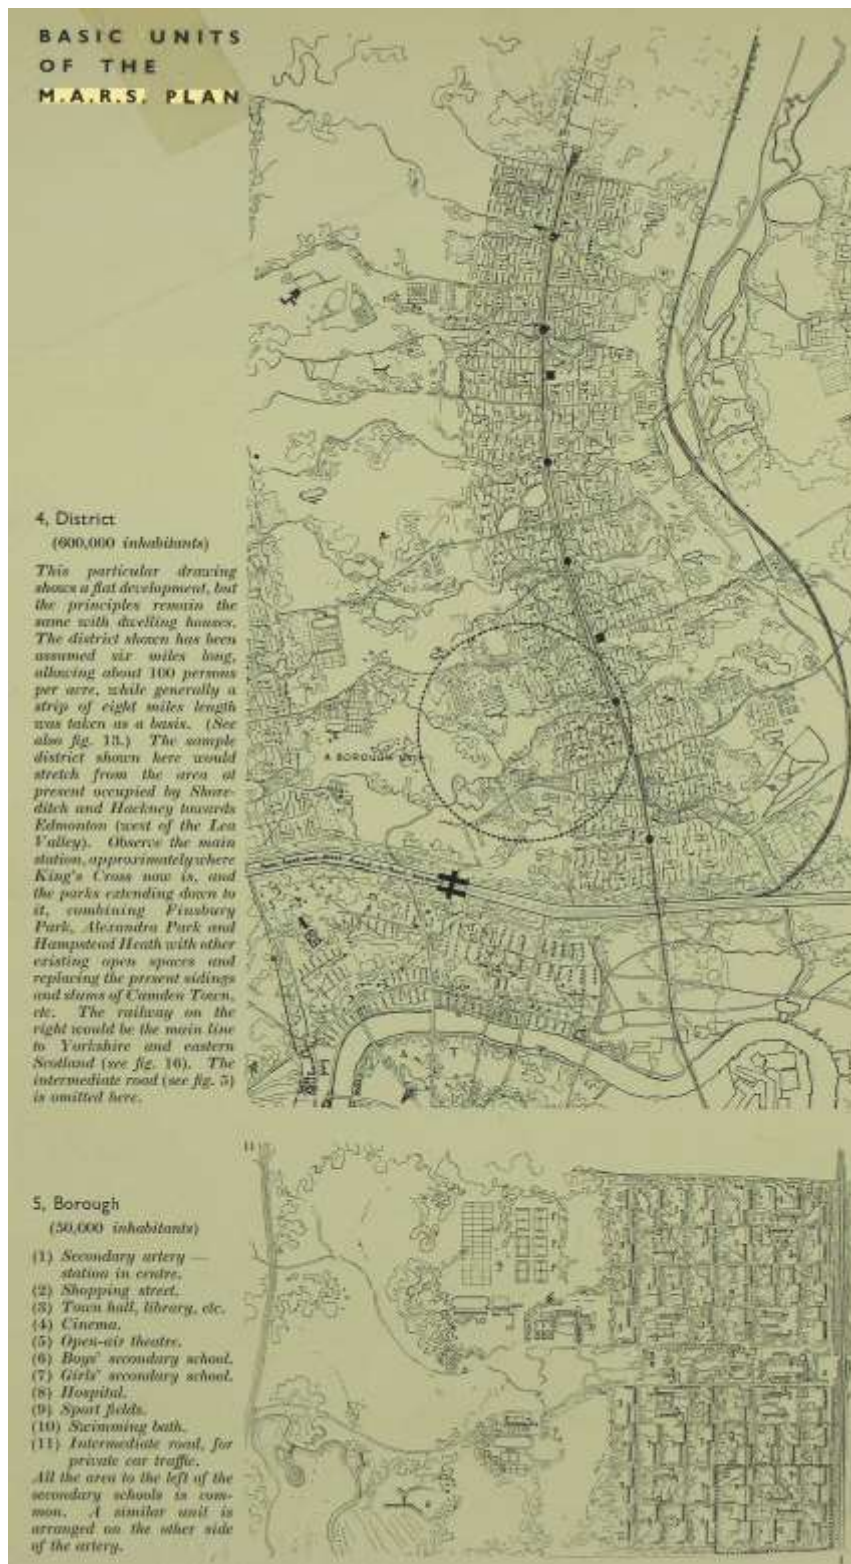 BASIC UNITS
OF THE
M.A.R.S. PLAN
4, District
(600,000 inhabitants)
This particular drawing
shows a flat development, but
the principles remain the
same with dwelling houses.
The district shown has been
assumed six miles long,
allowing about 100 persons
per acre, while generally a
strip of eight miles length
was taken as a basis. (See
also fig. 13.) The sample
district shown here would
stretch from the area at
present occupied by Shore-
ditch and Hackney towards
Edmonton (west of the Lea
Valley). Observe the main
station, approximately where
King's Cross now is, and
the parks extending down to
it, combining Finsbury
Park, Alexandra Park and
Hampstead Heath with other
existing open spaces and
replacing the present sidings
and slums of Camden Town,
etc. The railway on the
right would be the main line
to Yorkshire and eastern
Scotland (see fig. 16). The
intermediate road (see fig. 5)
is omitted here.
A BOROUGH UNIT
5, Borough
(50,000 inhabitants)
(1) Secondary artery —
station in centre.
(2) Shopping street.
(3) Town hall, library, etc.
(4) Cinema.
(5) Open-air theatre.
(6) Boys' secondary school.
(7) Girls' secondary school.
(8) Hospital.
(9) Sport fields.
(10) Swimming bath.
(11) Intermediate road, for
private car traffic.
All the area to the left of the
secondary schools is com-
mon. A similar unit is
arranged on the other side
of the artery.
11